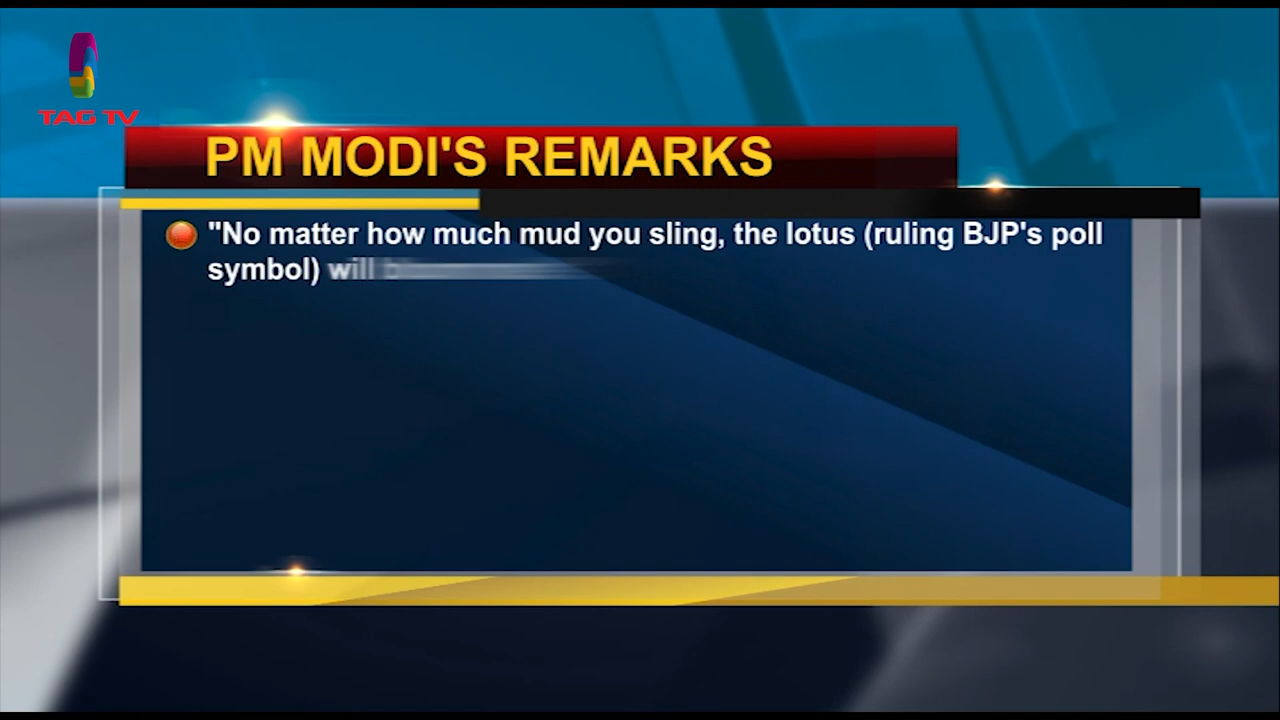 TAG TV
PM MODI'S REMARKS
"No matter how much mud you sling, the lotus (ruling BJP's poll
symbol) will